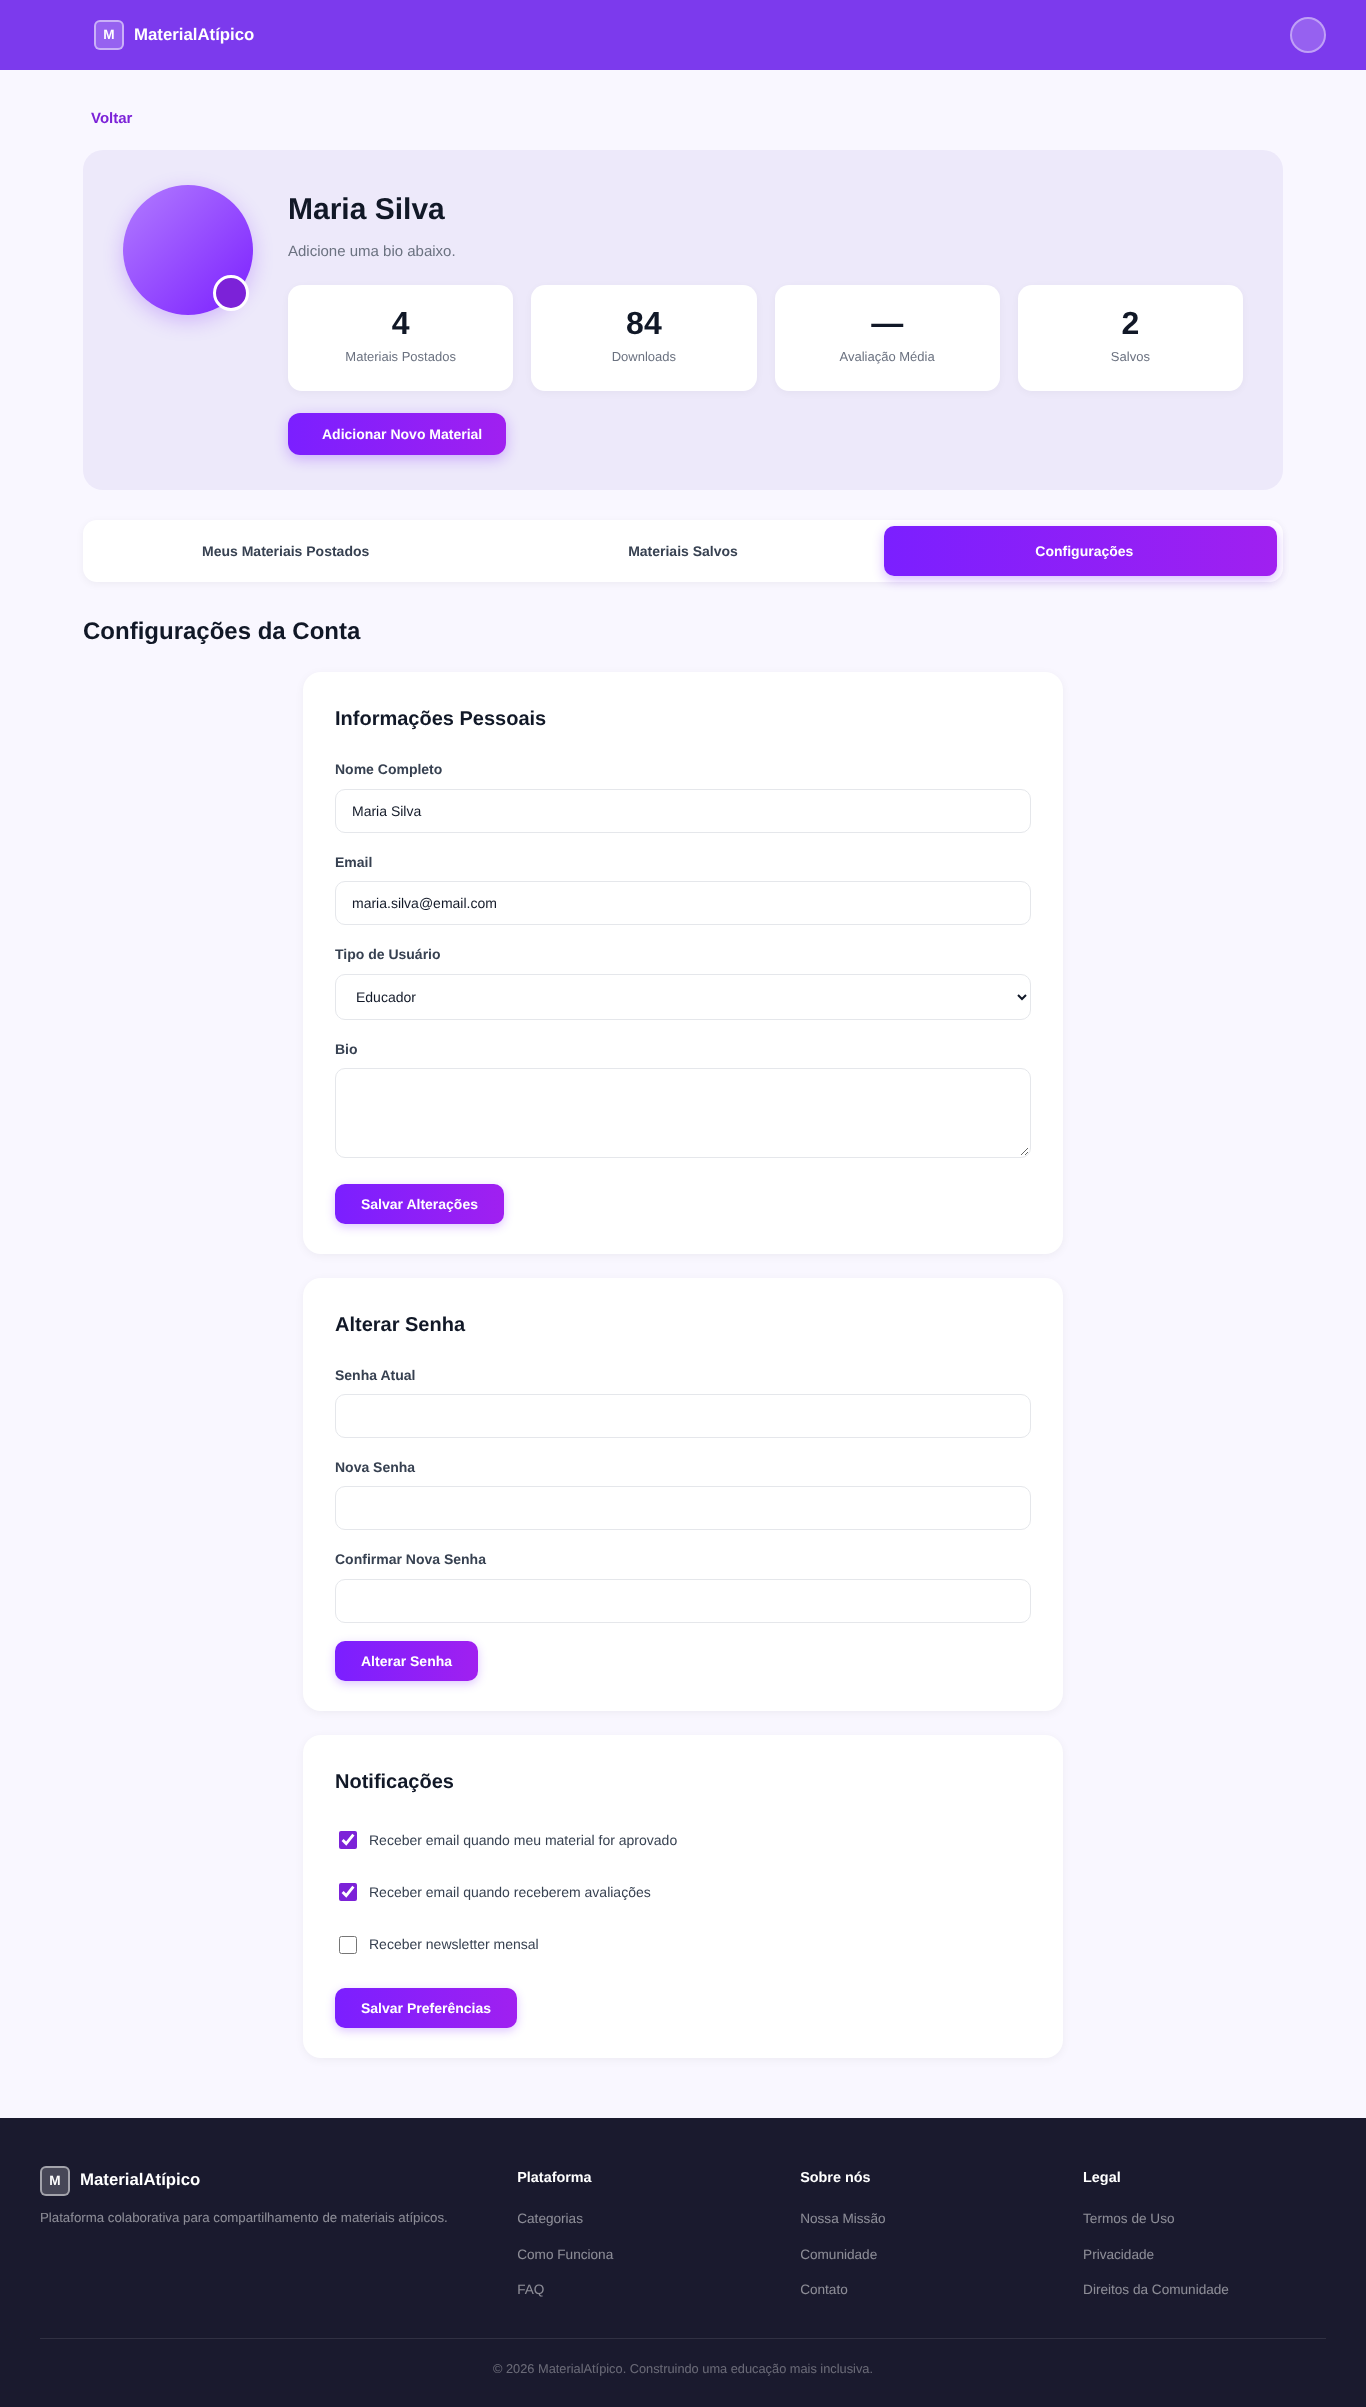 M MaterialAtípico
Voltar
Maria Silva
Adicione uma bio abaixo.
4
Materiais Postados
84
Downloads
—
Avaliação Média
2
Salvos
Adicionar Novo Material
Meus Materiais Postados
Materiais Salvos
Configurações
Configurações da Conta
Informações Pessoais
Nome Completo
Maria Silva
Email
maria.silva@email.com
Tipo de Usuário
Educador
Bio
Salvar Alterações
Alterar Senha
Senha Atual
Nova Senha
Confirmar Nova Senha
Alterar Senha
Notificações
Receber email quando meu material for aprovado
Receber email quando receberem avaliações
Receber newsletter mensal
Salvar Preferências
M MaterialAtípico
Plataforma colaborativa para compartilhamento de materiais atípicos.
Plataforma
Categorias
Como Funciona
FAQ
Sobre nós
Nossa Missão
Comunidade
Contato
Legal
Termos de Uso
Privacidade
Direitos da Comunidade
© 2026 MaterialAtípico. Construindo uma educação mais inclusiva.